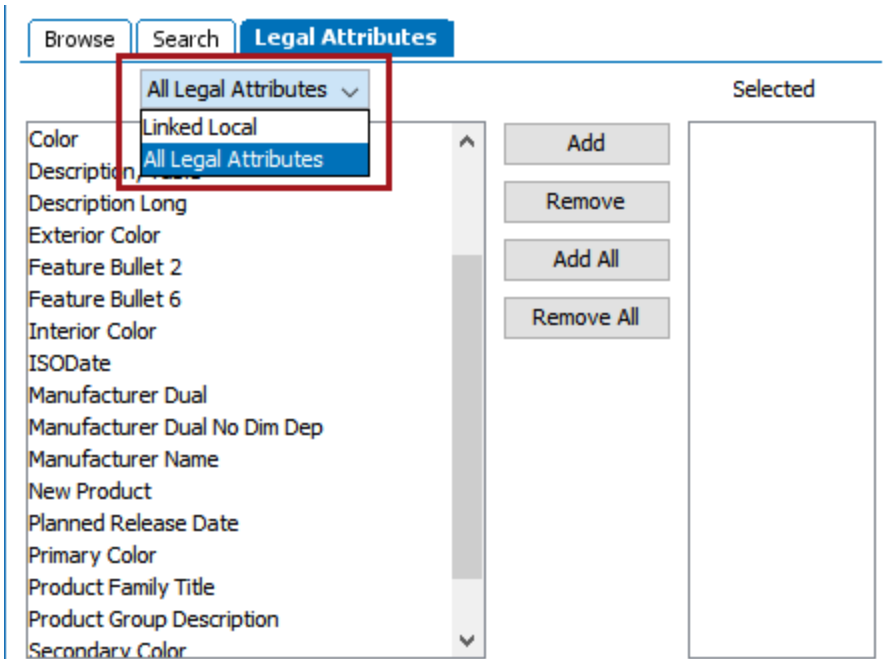 Browse Search Legal Attributes
All Legal Attributes Selected
Linked Local
All Legal Attributes
Color
Description
Description Long
Exterior Color
Feature Bullet 2
Feature Bullet 6
Interior Color
ISODate
Manufacturer Dual
Manufacturer Dual No Dim Dep
Manufacturer Name
New Product
Planned Release Date
Primary Color
Product Family Title
Product Group Description
Secondary Color
Add
Remove
Add All
Remove All